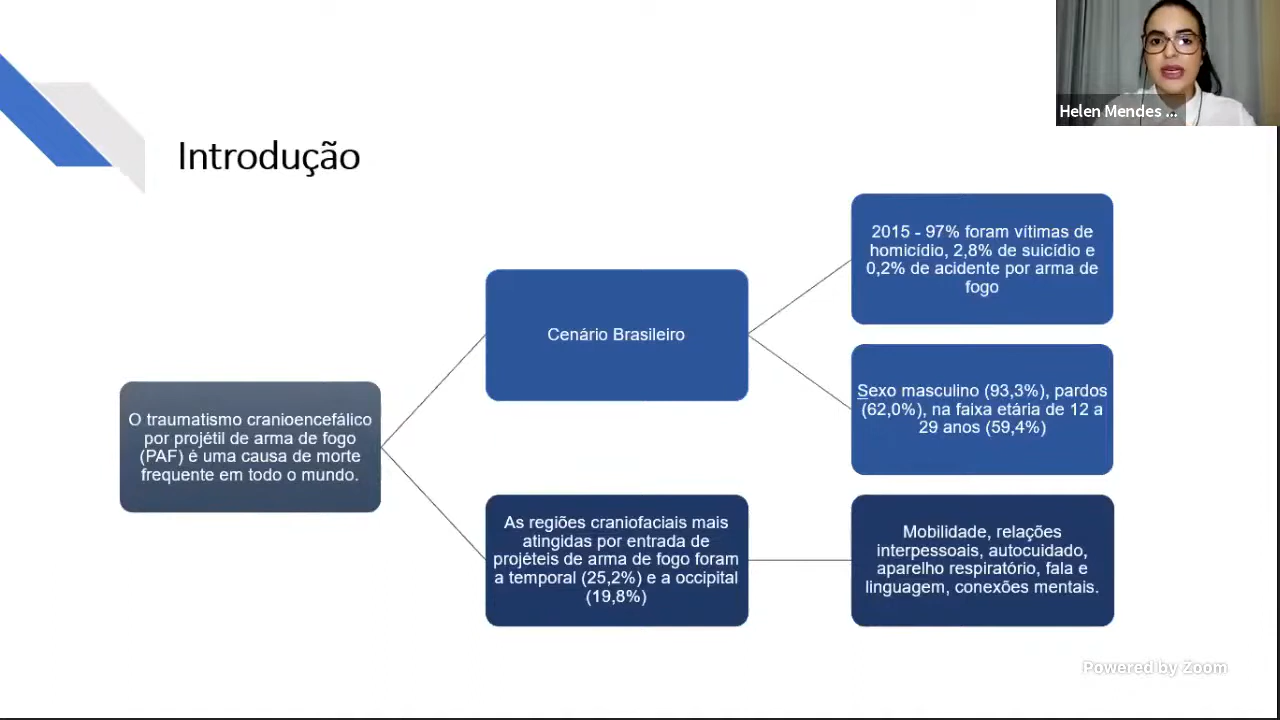 Helen Mendes ...
Introdução
O traumatismo cranioencefálico
por projétil de arma de fogo
(PAF) é uma causa de morte
frequente em todo o mundo.
Cenário Brasileiro
2015 - 97% foram vítimas de
homicídio, 2,8% de suicídio e
0,2% de acidente por arma de
fogo
Sexo masculino (93,3%), pardos
(62,0%), na faixa etária de 12 a
29 anos (59,4%)
As regiões craniofaciais mais
atingidas por entrada de
projéteis de arma de fogo foram
a temporal (25,2%) e a occipital
(19,8%)
Mobilidade, relações
interpessoais, autocuidado,
aparelho respiratório, fala e
linguagem, conexões mentais.
Powered by Zoom